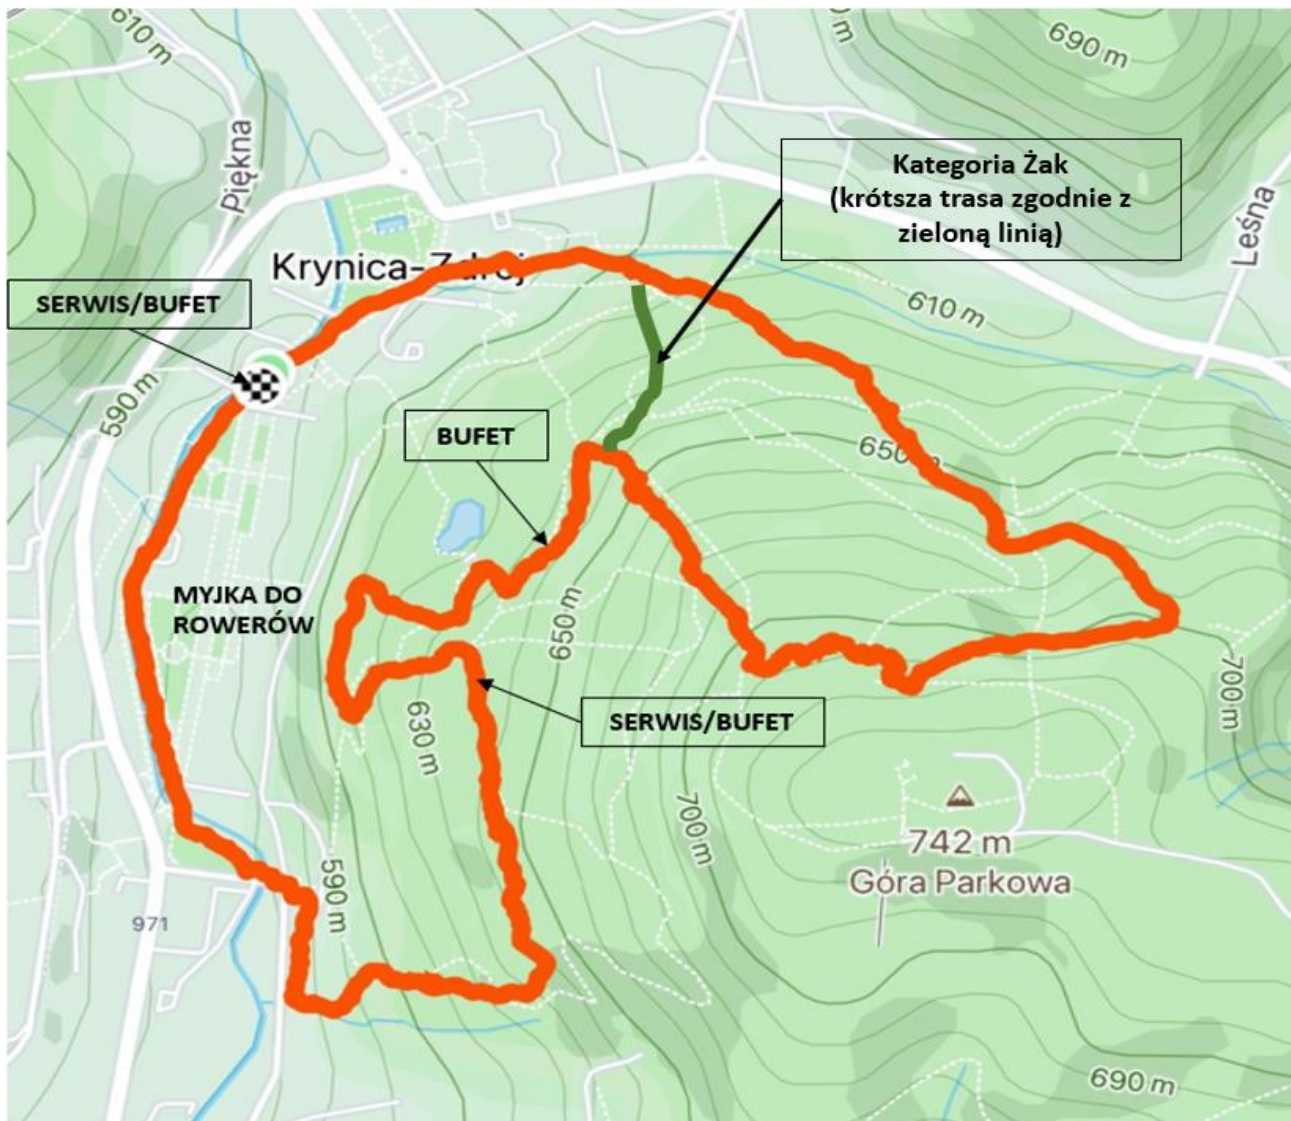 610 m
0 m
690 m
Piękna
Kategoria Żak
(krótsza trasa zgodnie z
zieloną linią)
Leśna
Krynica-Zdrój
SERWIS/BUFET
610 m
590 m
BUFET
650 m
MYJKA DO
ROWERÓW
650 m
630 m
SERWIS/BUFET
700 m
700 m
742 m
Góra Parkowa
590 m
971
690 m